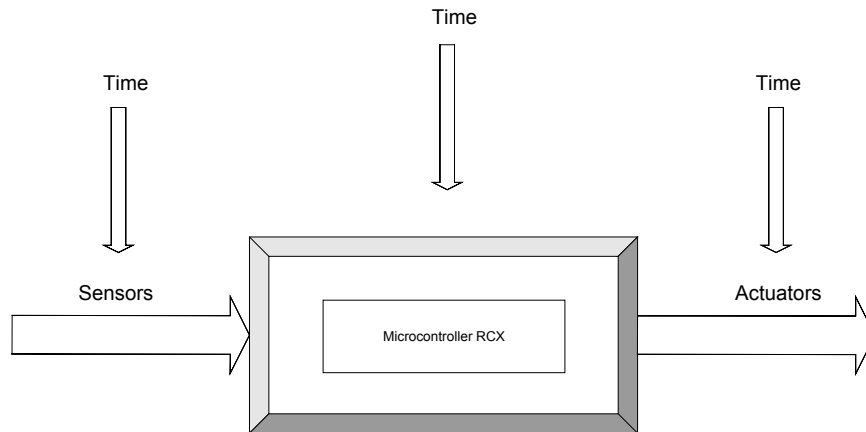 Time
Time
Time
Sensors
Actuators
Microcontroller RCX